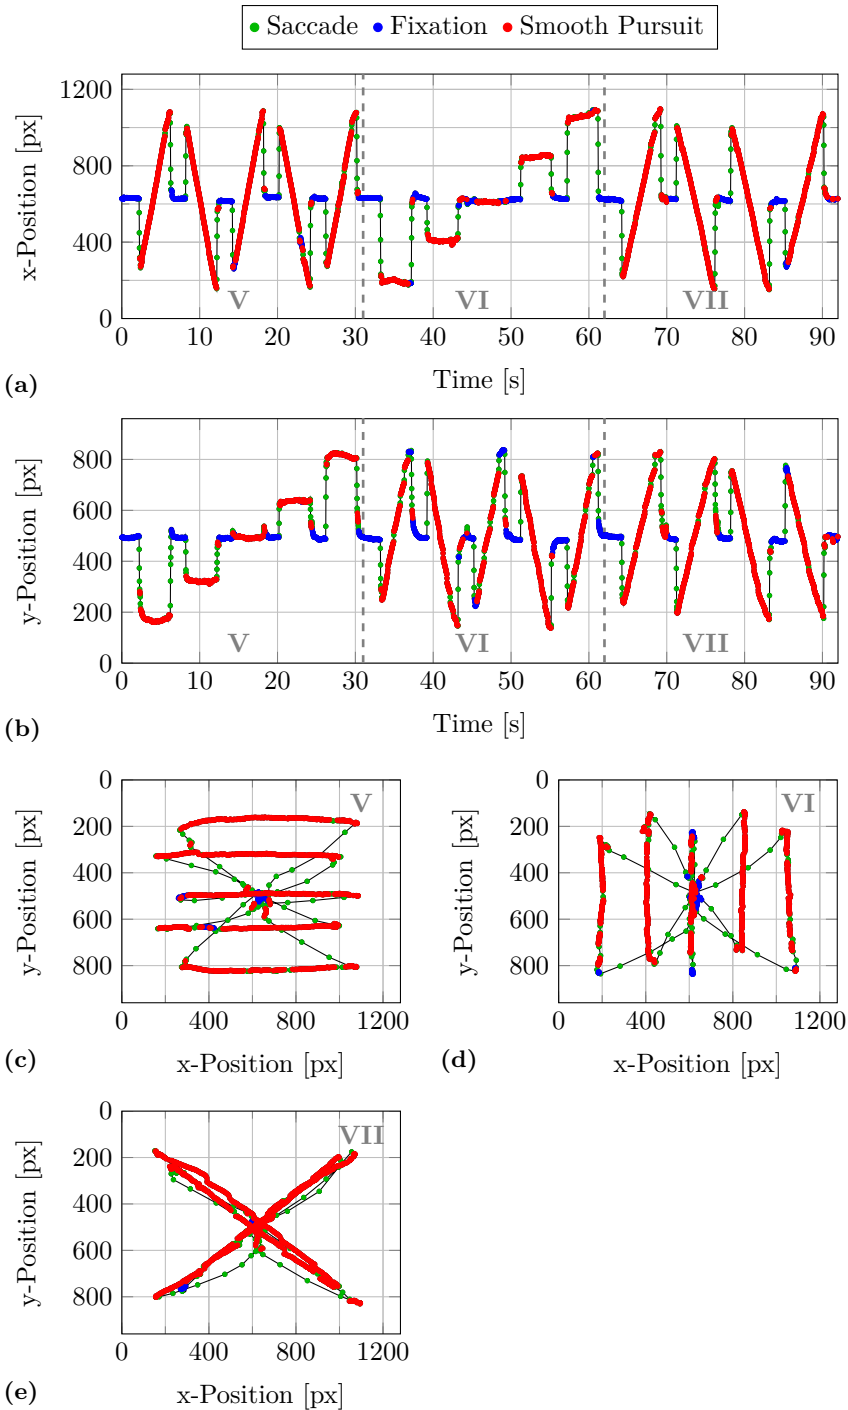 Saccade Fixation Smooth Pursuit
x-Position [px]
1200
800
400
0
V VI VII
0 10 20 30 40 50 60 70 80 90
Time [s]
(a)
y-Position [px]
800
600
400
200
0
V VI VII
0 10 20 30 40 50 60 70 80 90
Time [s]
(b)
y-Position [px]
0
200
400
600
800
V
0 400 800 1200
x-Position [px]
(c)
y-Position [px]
0
200
400
600
800
VI
0 400 800 1200
x-Position [px]
(d)
y-Position [px]
0
200
400
600
800
VII
0 400 800 1200
x-Position [px]
(e)